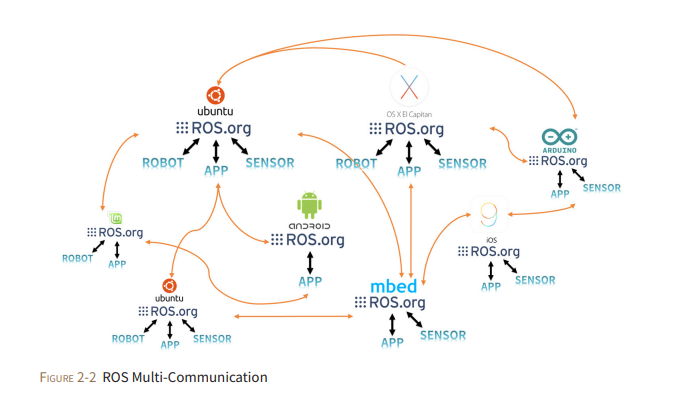 ubuntu
ROS.org
ROBOT
APP
SENSOR
OS X El Capitan
ROS.org
ROBOT
APP
SENSOR
ARDUINO
ROS.org
APP
SENSOR
ROS.org
ROBOT
APP
ANDROID
ROS.org
APP
iOS
ROS.org
APP
SENSOR
ubuntu
ROS.org
ROBOT
APP
SENSOR
mbed
ROS.org
APP
SENSOR
FIGURE 2-2 ROS Multi-Communication